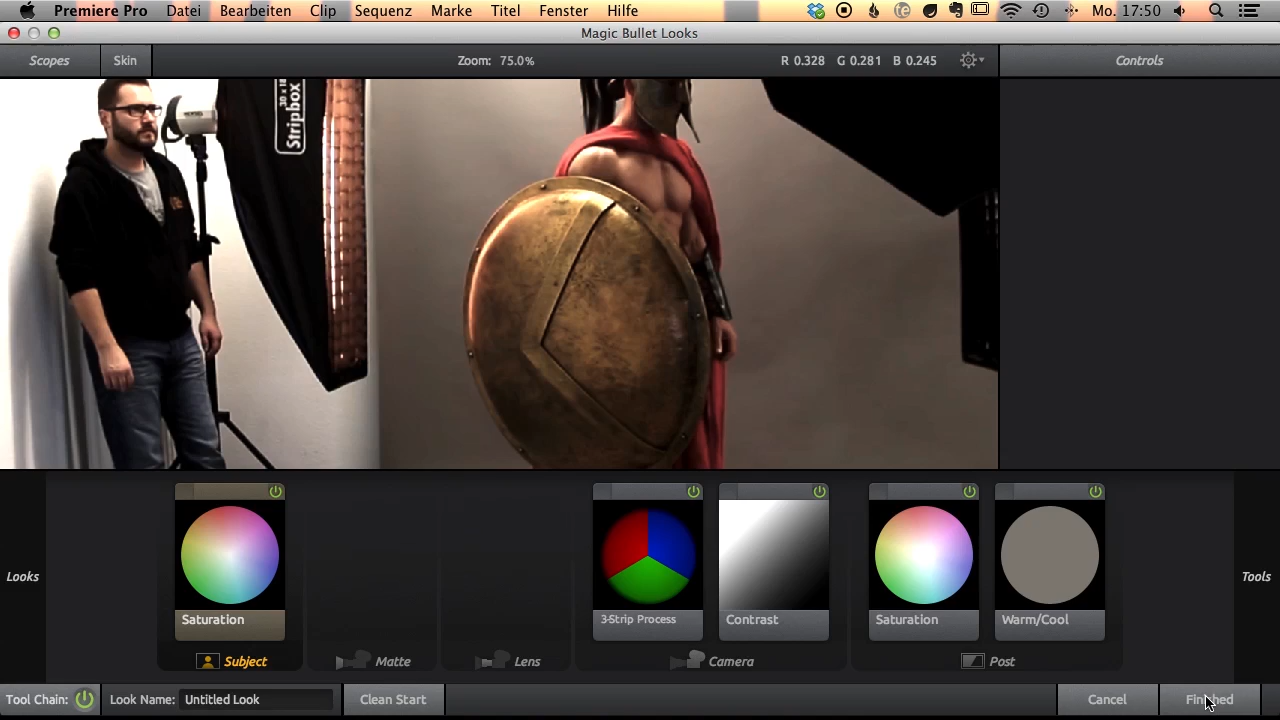 Premiere Pro Datei Bearbeiten Clip Sequenz Marke Titel Fenster Hilfe Mo. 17:50
Magic Bullet Looks
Scopes Skin Zoom: 75.0% R 0.328 G 0.281 B 0.245 Controls
Stripbox
Looks
Saturation 3-Strip Process Contrast Saturation Warm/Cool
Tools
Subject Matte Lens Camera Post
Tool Chain: Look Name: Untitled Look Clean Start Cancel Finished